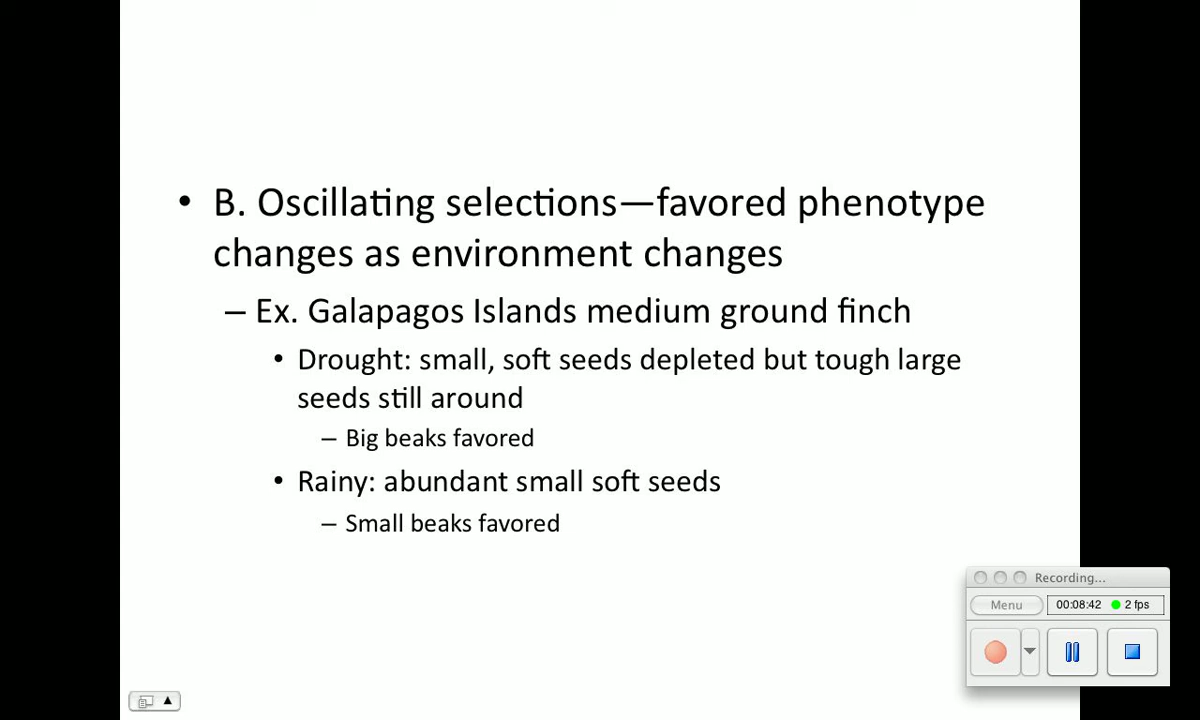 • B. Oscillating selections—favored phenotype
changes as environment changes
– Ex. Galapagos Islands medium ground finch
• Drought: small, soft seeds depleted but tough large
seeds still around
– Big beaks favored
• Rainy: abundant small soft seeds
– Small beaks favored
Recording...
Menu
00:08:42 2 fps